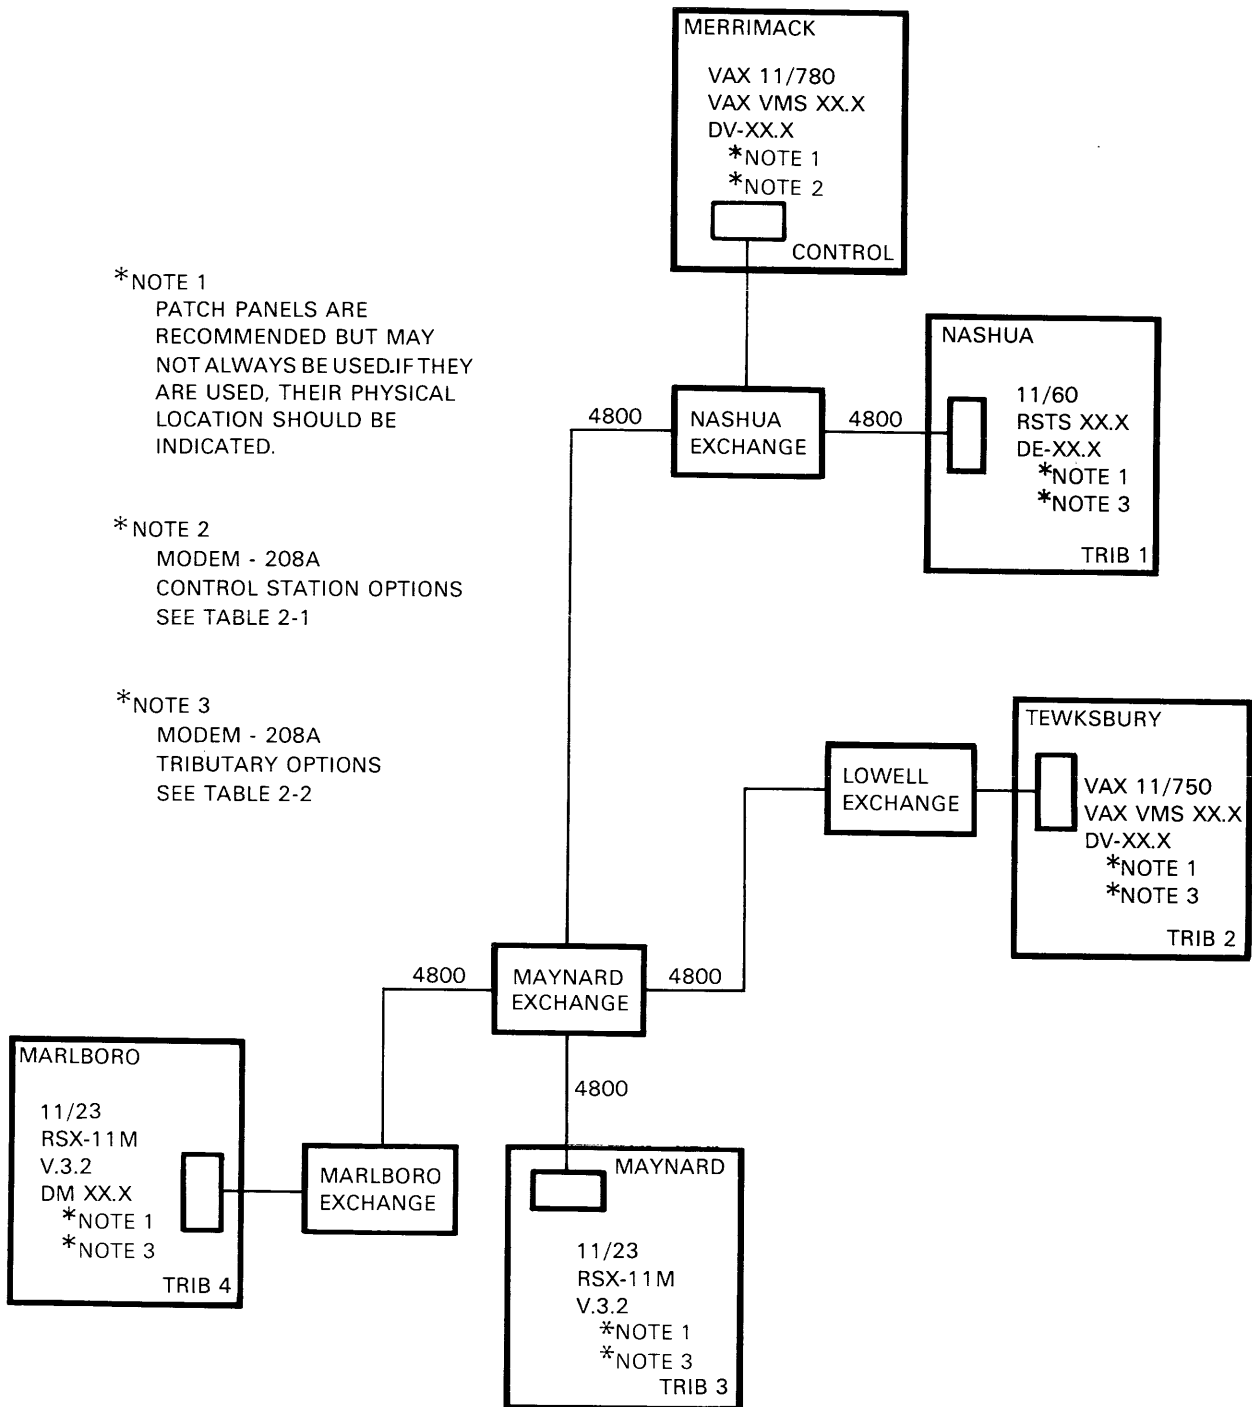 MERRIMACK
VAX 11/780
VAX VMS XX.X
DV-XX.X
*NOTE 1
*NOTE 2
CONTROL
*NOTE 1
PATCH PANELS ARE
RECOMMENDED BUT MAY
NOT ALWAYS BE USED.IF THEY
ARE USED, THEIR PHYSICAL
LOCATION SHOULD BE
INDICATED.
*NOTE 2
MODEM - 208A
CONTROL STATION OPTIONS
SEE TABLE 2-1
*NOTE 3
MODEM - 208A
TRIBUTARY OPTIONS
SEE TABLE 2-2
4800
NASHUA
EXCHANGE
4800
NASHUA
11/60
RSTS XX.X
DE-XX.X
*NOTE 1
*NOTE 3
TRIB 1
LOWELL
EXCHANGE
TEWKSBURY
VAX 11/750
VAX VMS XX.X
DV-XX.X
*NOTE 1
*NOTE 3
TRIB 2
4800
MAYNARD
EXCHANGE
4800
4800
MARLBORO
11/23
RSX-11M
V.3.2
DM XX.X
*NOTE 1
*NOTE 3
TRIB 4
MARLBORO
EXCHANGE
MAYNARD
11/23
RSX-11M
V.3.2
*NOTE 1
*NOTE 3
TRIB 3